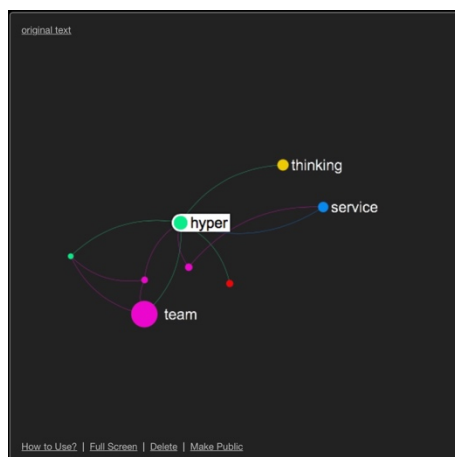 original text
thinking
service
hyper
team
How to Use? | Full Screen | Delete | Make Public